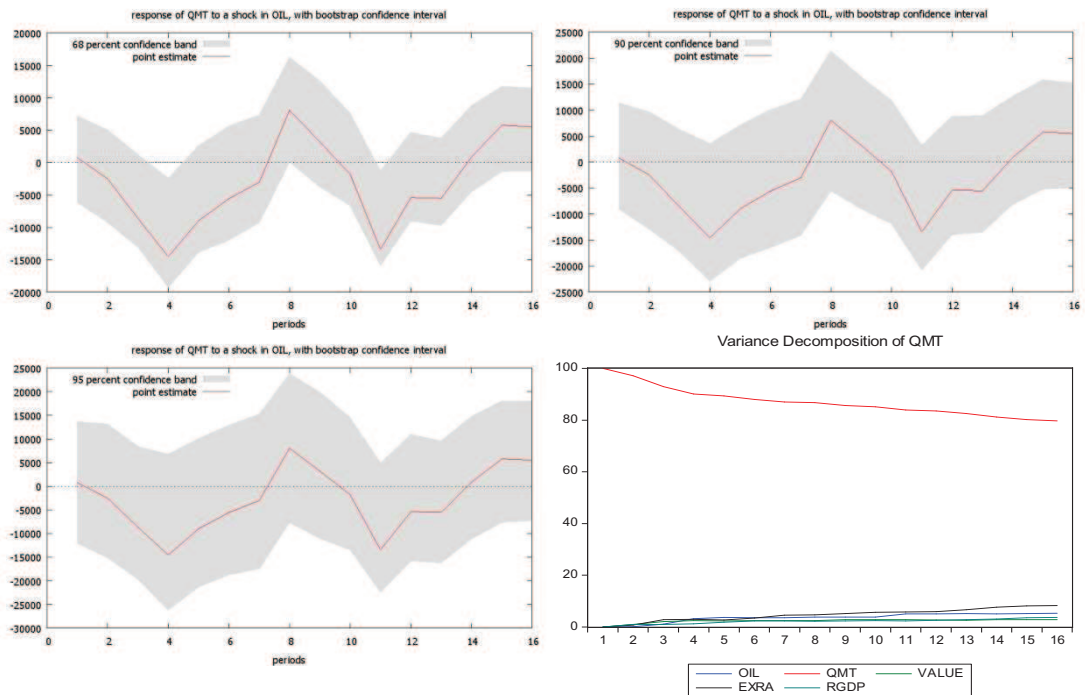 response of QMT to a shock in OIL, with bootstrap confidence interval
20000
15000
10000
5000
0
-5000
-10000
-15000
-20000
68 percent confidence band
point estimate
0 2 4 6 8 10 12 14 16
periods
response of QMT to a shock in OIL, with bootstrap confidence interval
25000
20000
15000
10000
5000
0
-5000
-10000
-15000
-20000
-25000
90 percent confidence band
point estimate
0 2 4 6 8 10 12 14 16
periods
response of QMT to a shock in OIL, with bootstrap confidence interval
25000
20000
15000
10000
5000
0
-5000
-10000
-15000
-20000
-25000
-30000
95 percent confidence band
point estimate
0 2 4 6 8 10 12 14 16
periods
Variance Decomposition of QMT
100
80
60
40
20
0
1 2 3 4 5 6 7 8 9 10 11 12 13 14 15 16
OIL QMT VALUE
EXRA RGDP